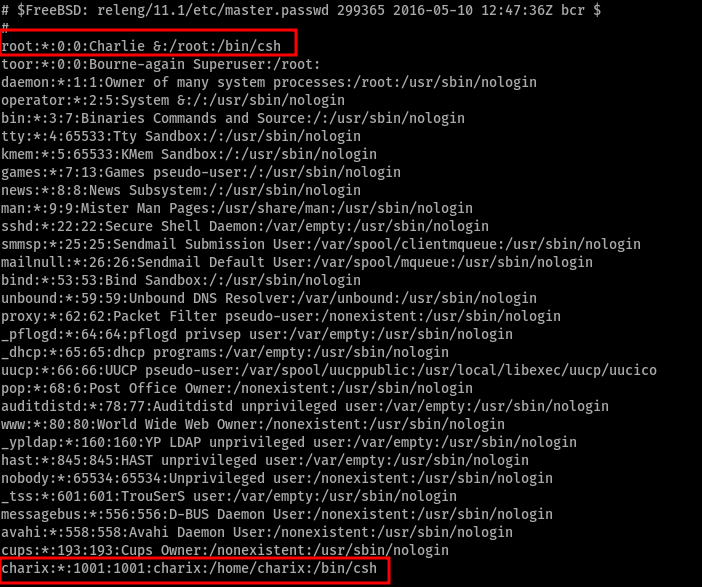 # $FreeBSD: releng/11.1/etc/master.passwd 299365 2016-05-10 12:47:36Z bcr $
#
root:*:0:0:Charlie &:/root:/bin/csh
toor:*:0:0:Bourne-again Superuser:/root:
daemon:*:1:1:Owner of many system processes:/root:/usr/sbin/nologin
operator:*:2:5:System &:/:/usr/sbin/nologin
bin:*:3:7:Binaries Commands and Source:/:/usr/sbin/nologin
tty:*:4:65533:Tty Sandbox:/:/usr/sbin/nologin
kmem:*:5:65533:KMem Sandbox:/:/usr/sbin/nologin
games:*:7:13:Games pseudo-user:/:/usr/sbin/nologin
news:*:8:8:News Subsystem:/:/usr/sbin/nologin
man:*:9:9:Mister Man Pages:/usr/share/man:/usr/sbin/nologin
sshd:*:22:22:Secure Shell Daemon:/var/empty:/usr/sbin/nologin
smmsp:*:25:25:Sendmail Submission User:/var/spool/clientmqueue:/usr/sbin/nologin
mailnull:*:26:26:Sendmail Default User:/var/spool/mqueue:/usr/sbin/nologin
bind:*:53:53:Bind Sandbox:/:/usr/sbin/nologin
unbound:*:59:59:Unbound DNS Resolver:/var/unbound:/usr/sbin/nologin
proxy:*:62:62:Packet Filter pseudo-user:/nonexistent:/usr/sbin/nologin
_pflogd:*:64:64:pflogd privsep user:/var/empty:/usr/sbin/nologin
_dhcp:*:65:65:dhcp programs:/var/empty:/usr/sbin/nologin
uucp:*:66:66:UUCP pseudo-user:/var/spool/uucppublic:/usr/local/libexec/uucp/uucico
pop:*:68:6:Post Office Owner:/nonexistent:/usr/sbin/nologin
auditdistd:*:78:77:Auditdistd unprivileged user:/var/empty:/usr/sbin/nologin
www:*:80:80:World Wide Web Owner:/nonexistent:/usr/sbin/nologin
_ypldap:*:160:160:YP LDAP unprivileged user:/var/empty:/usr/sbin/nologin
hast:*:845:845:HAST unprivileged user:/var/empty:/usr/sbin/nologin
nobody:*:65534:65534:Unprivileged user:/nonexistent:/usr/sbin/nologin
_tss:*:601:601:TrouSerS user:/var/empty:/usr/sbin/nologin
messagebus:*:556:556:D-BUS Daemon User:/nonexistent:/usr/sbin/nologin
avahi:*:558:558:Avahi Daemon User:/nonexistent:/usr/sbin/nologin
cups:*:193:193:Cups Owner:/nonexistent:/usr/sbin/nologin
charix:*:1001:1001:charix:/home/charix:/bin/csh